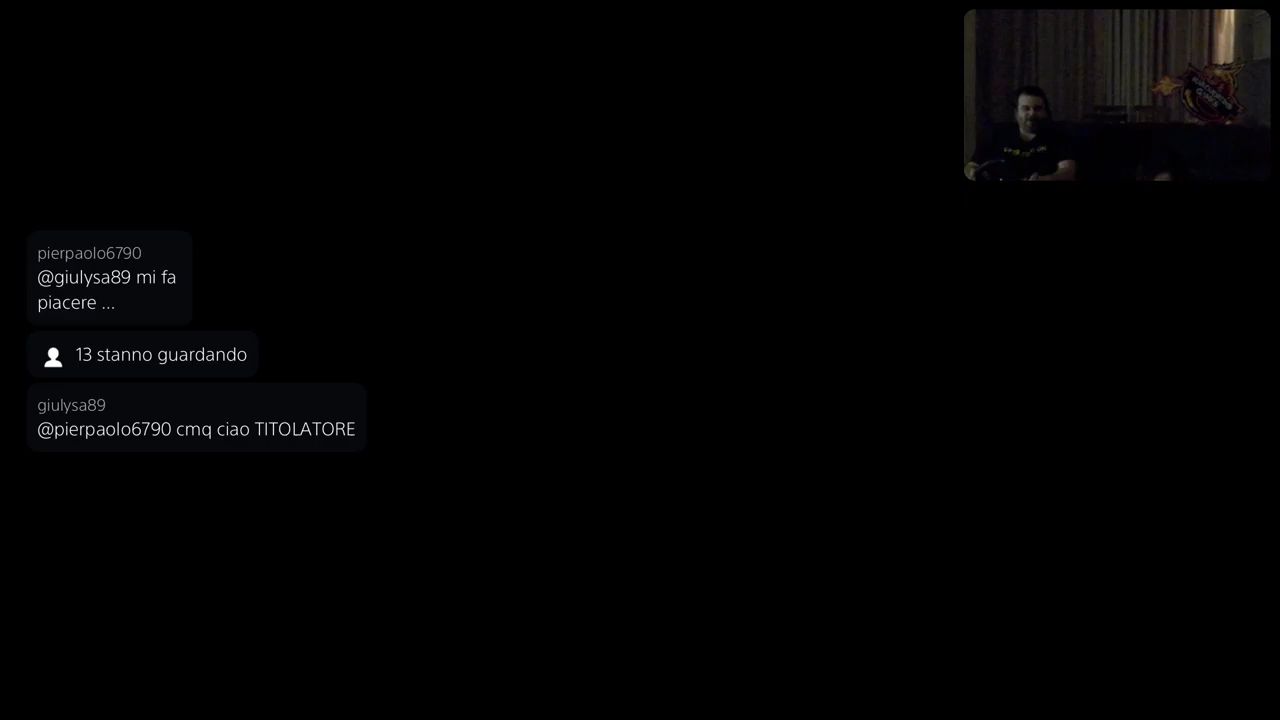 pierpaolo6790
@giulysa89 mi fa
piacere ...
13 stanno guardando
giulysa89
@pierpaolo6790 cmq ciao TITOLATORE